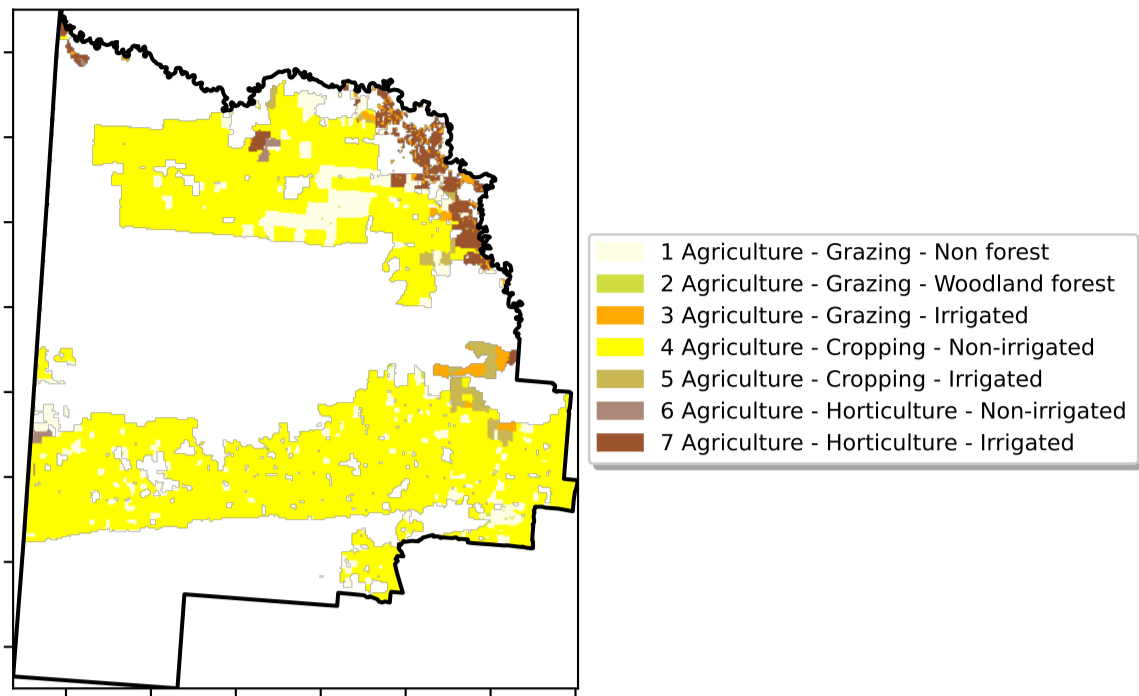 1 Agriculture - Grazing - Non forest
2 Agriculture - Grazing - Woodland forest
3 Agriculture - Grazing - Irrigated
4 Agriculture - Cropping - Non-irrigated
5 Agriculture - Cropping - Irrigated
6 Agriculture - Horticulture - Non-irrigated
7 Agriculture - Horticulture - Irrigated